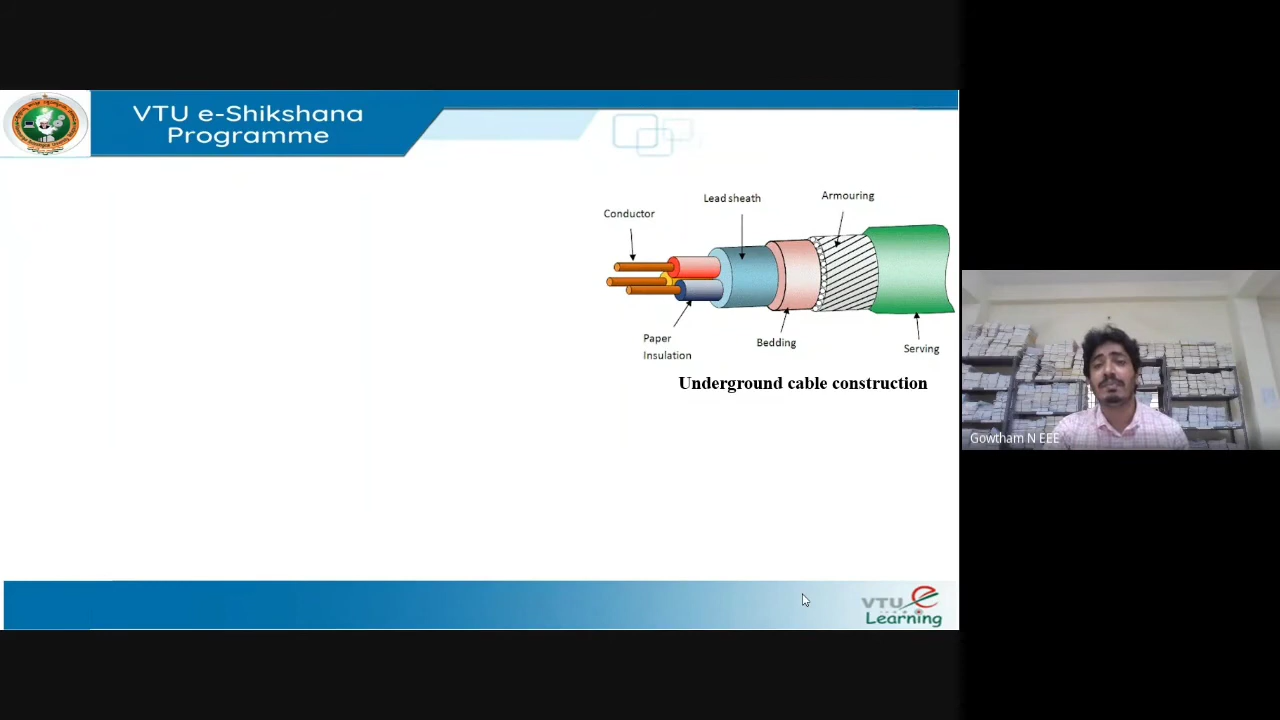 VTU e-Shikshana
Programme
Lead sheath
Armouring
Conductor
Paper
Insulation
Bedding
Serving
Underground cable construction
Gowtham N EEE
VTU e
Learning